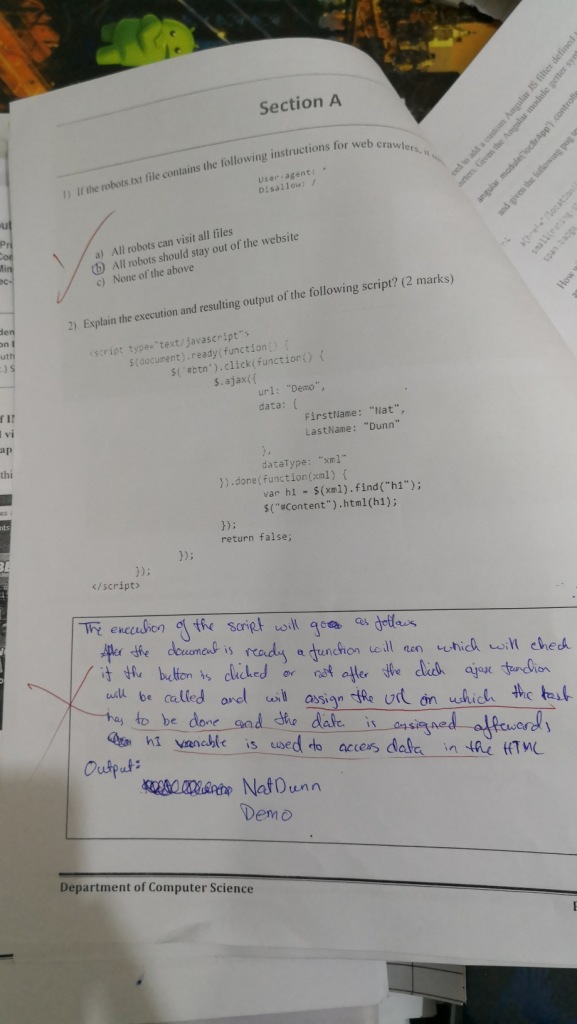 Section A
1) If the robots.txt file contains the following instructions for web crawlers,
User-agent: *
Disallow: /
a) All robots can visit all files
b) All robots should stay out of the website
c) None of the above
2) Explain the execution and resulting output of the following script? (2 marks)
<script type="text/javascript">
$(document).ready(function() {
$('#btn').click(function() {
$.ajax({
url: "Demo",
data: {
FirstName: "Nat",
LastName: "Dunn"
},
dataType: "xml"
}).done(function(xml) {
var h1 = $(xml).find("h1");
$("#Content").html(h1);
});
return false;
});
});
</script>
The execution of the script will goes as follows
After the document is ready a function will run which will check
if the button is clicked or not after the click ajax function
will be called and will assign the url on which the task
has to be done and the data is assigned afterwards
h1 variable is used to access data in the HTML
Output:
NatDunn
Demo
Department of Computer Science